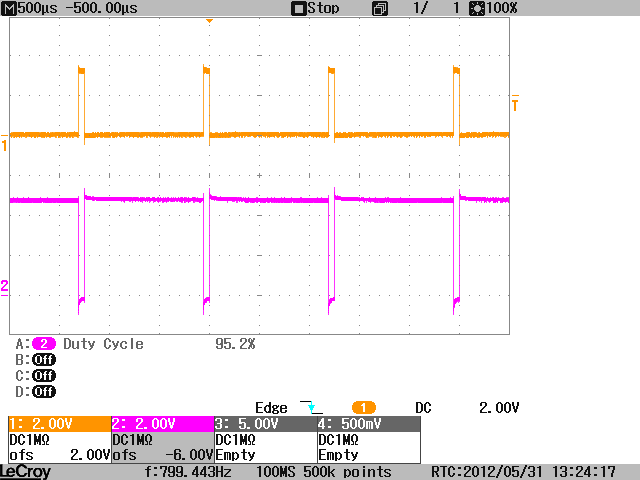 M 500µs -500.00µs Stop 1/ 1 100%
T
1
2
A: 2 Duty Cycle 95.2%
B: Off
C: Off
D: Off
Edge 1 DC 2.00V
1: 2.00V 2: 2.00V 3: 5.00V 4: 500mV
DC1MΩ DC1MΩ DC1MΩ DC1MΩ
ofs 2.00V ofs -6.00V Empty Empty
LeCroy f:799.443Hz 100MS 500k points RTC:2012/05/31 13:24:17